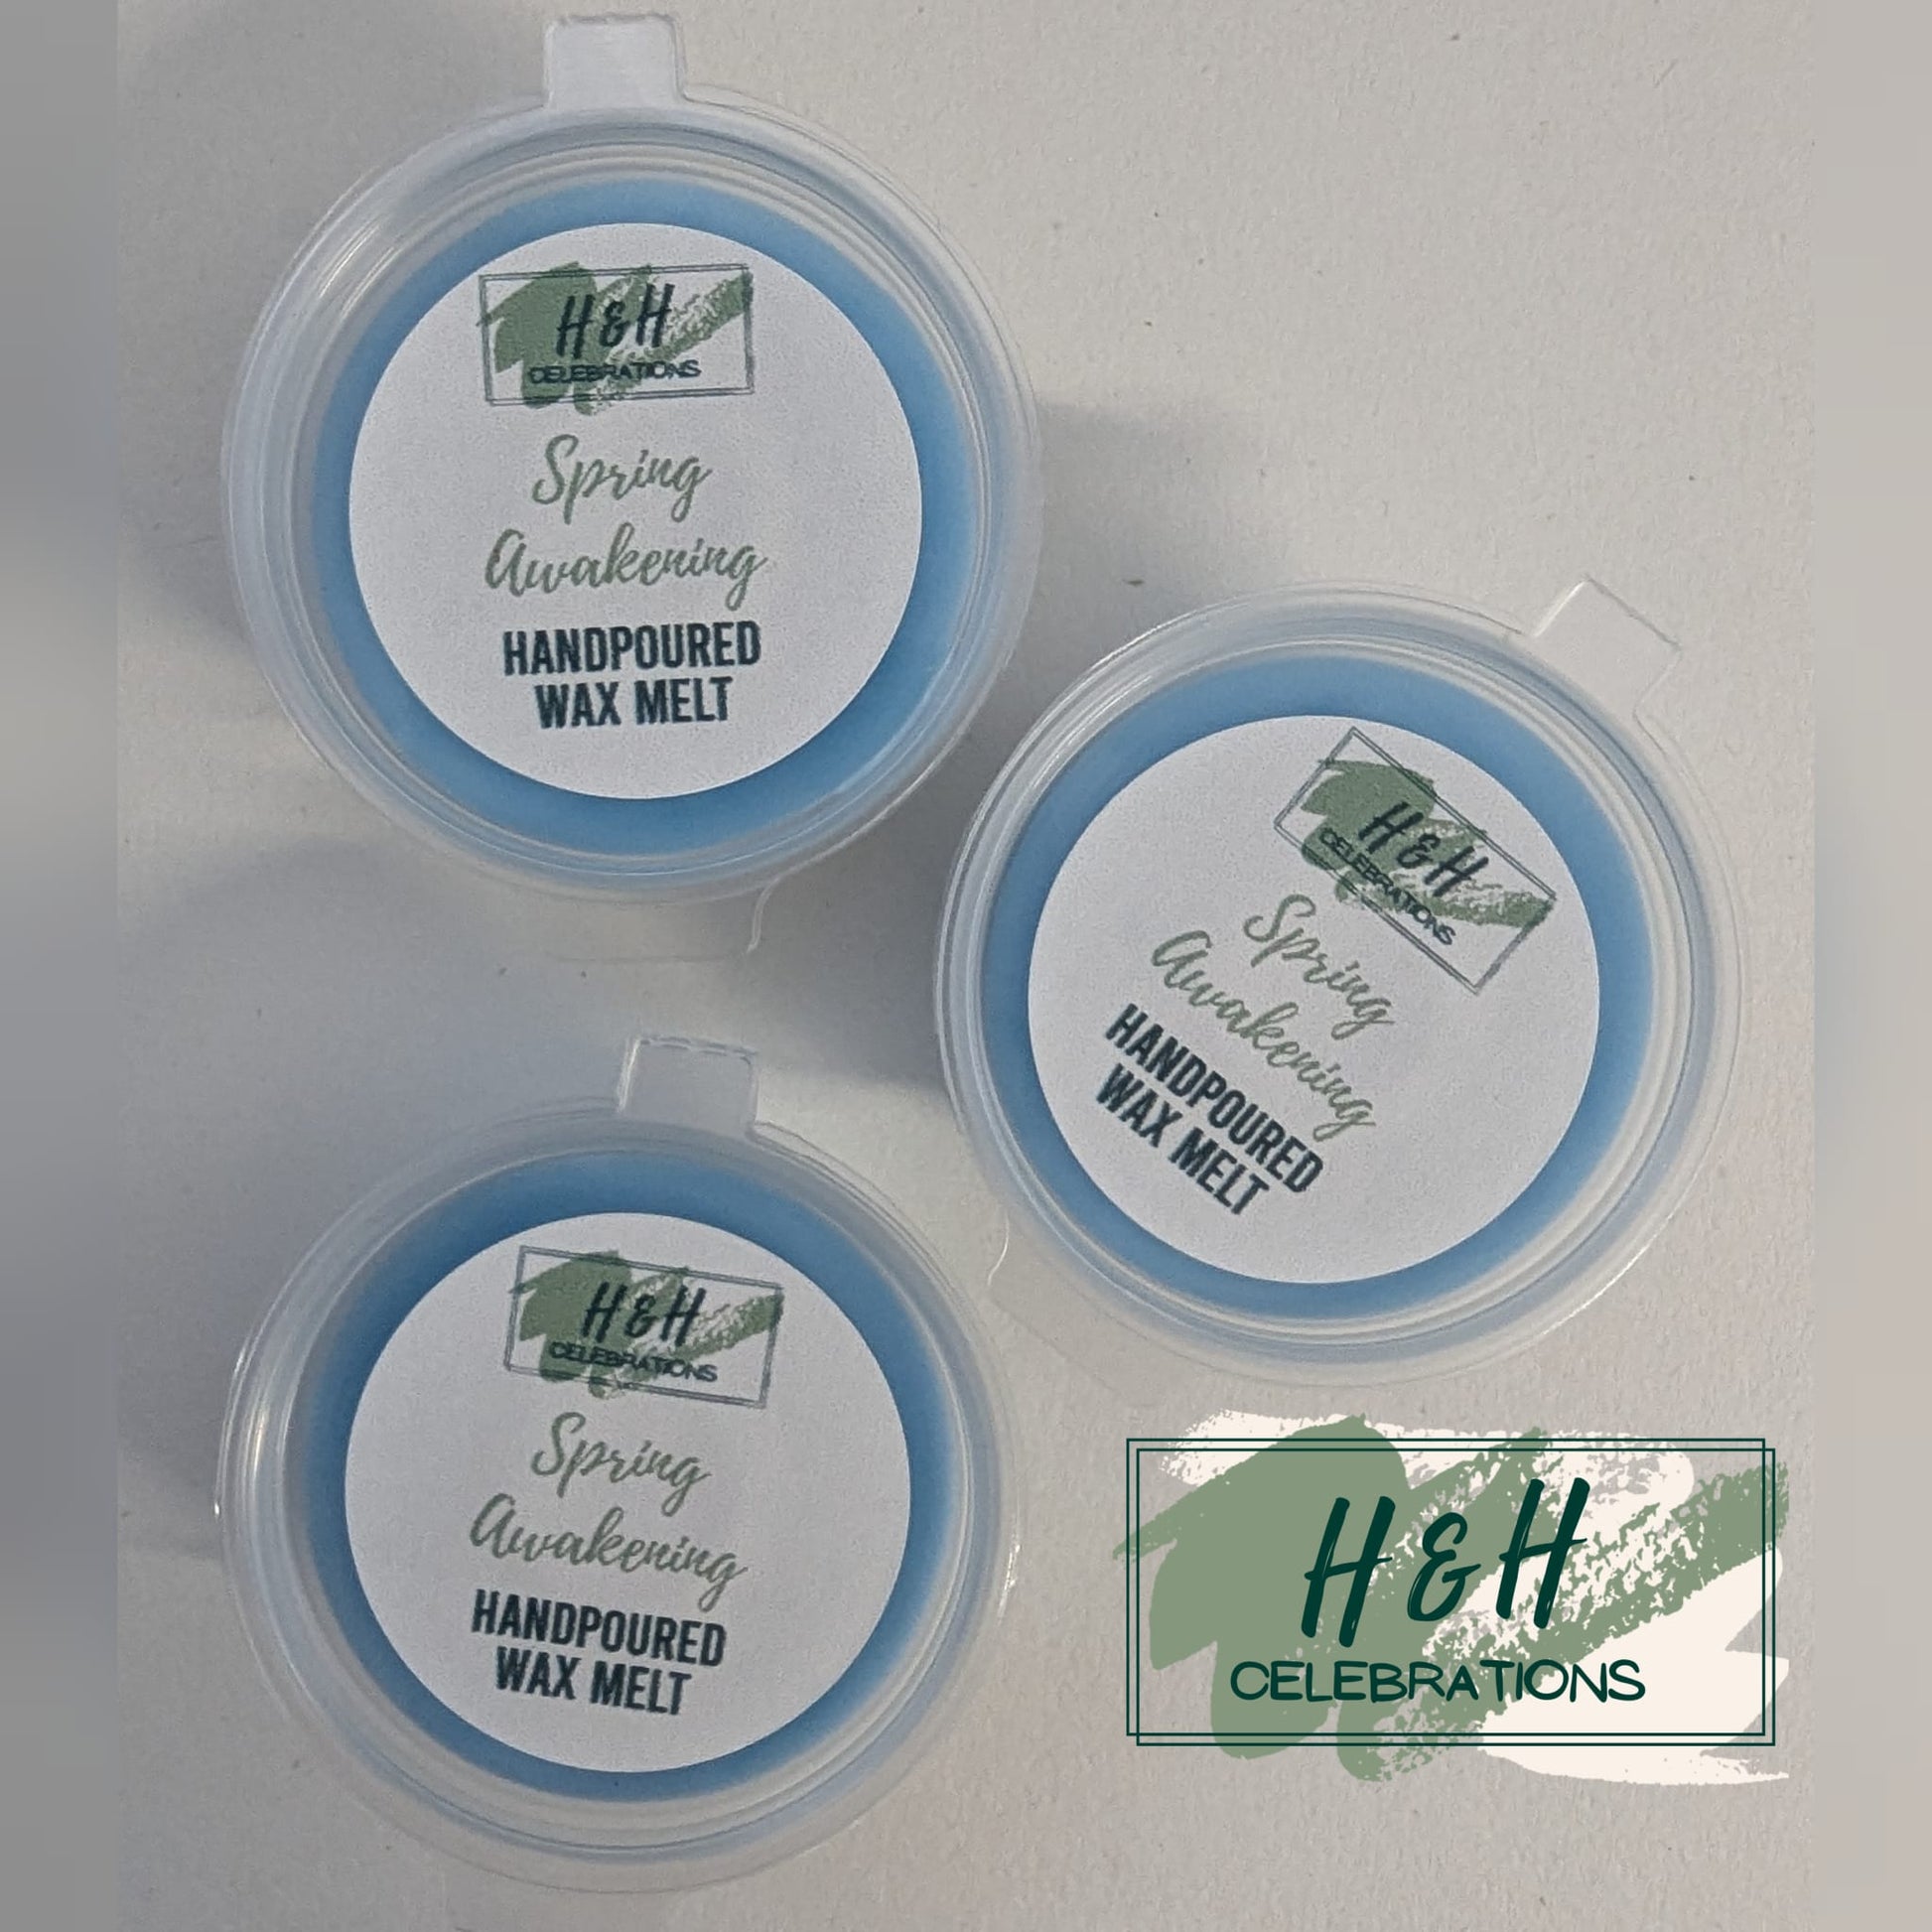 H&H
CELEBRATIONS
Spring
Awakening
HANDPOURED
WAX MELT
H&H
CELEBRATIONS
Spring
Awakening
HANDPOURED
WAX MELT
H&H
CELEBRATIONS
Spring
Awakening
HANDPOURED
WAX MELT
H&H
CELEBRATIONS